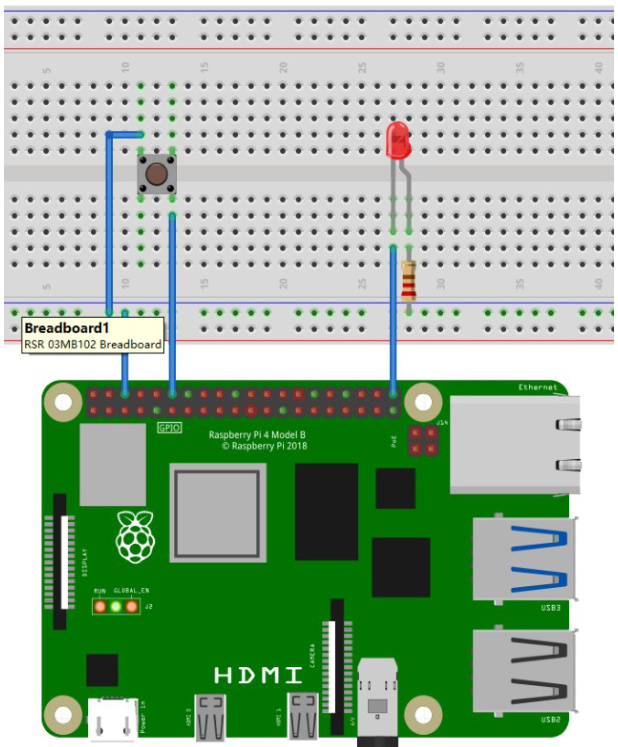 5
10
15
20
25
30
35
40
5
10
15
20
25
30
35
40
Breadboard1
RSR 03MB102 Breadboard
GPIO
Raspberry Pi 4 Model B
© Raspberry Pi 2018
Ethernet
J14
PoE
DISPLAY
RUN GLOBAL_EN
J2
USB3
CAMERA
HDMI
Power in
HDMI 0
HDMI 1
A/V
USB2